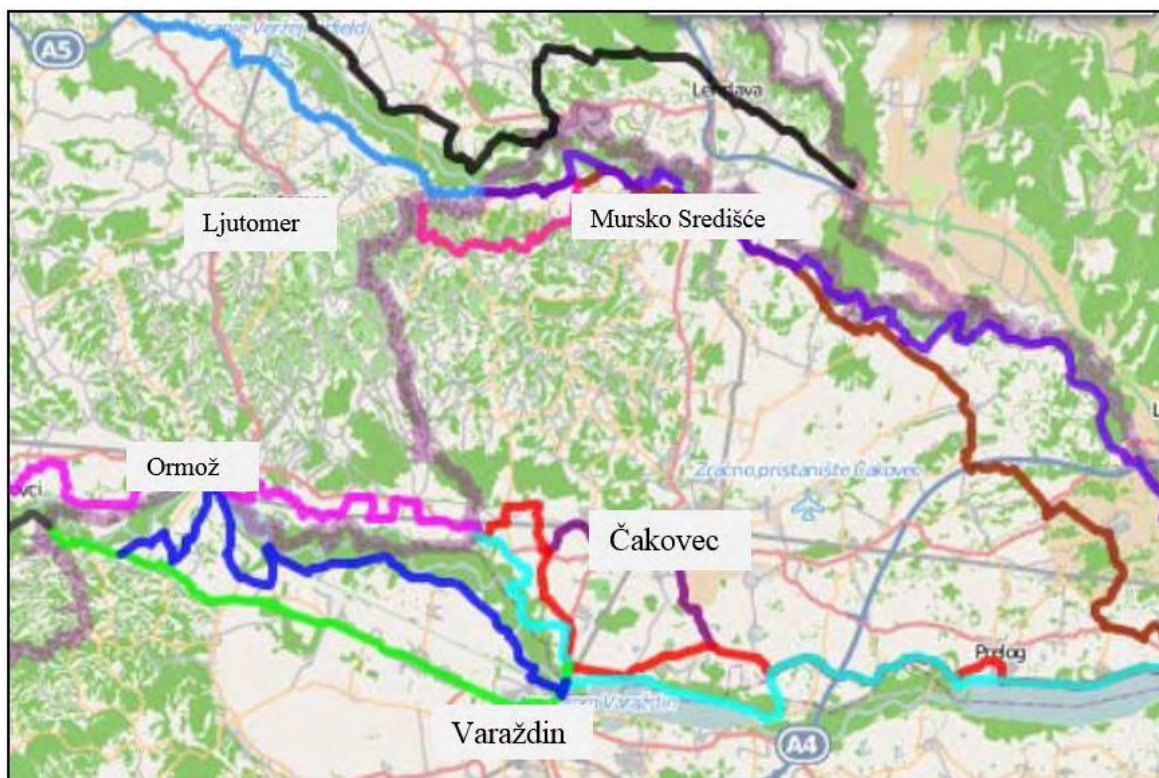 A5
Lendava
Ljutomer
Mursko Središće
Ormož
Zračno pristanište Čakovec
Čakovec
Prelog
Varaždin
A4